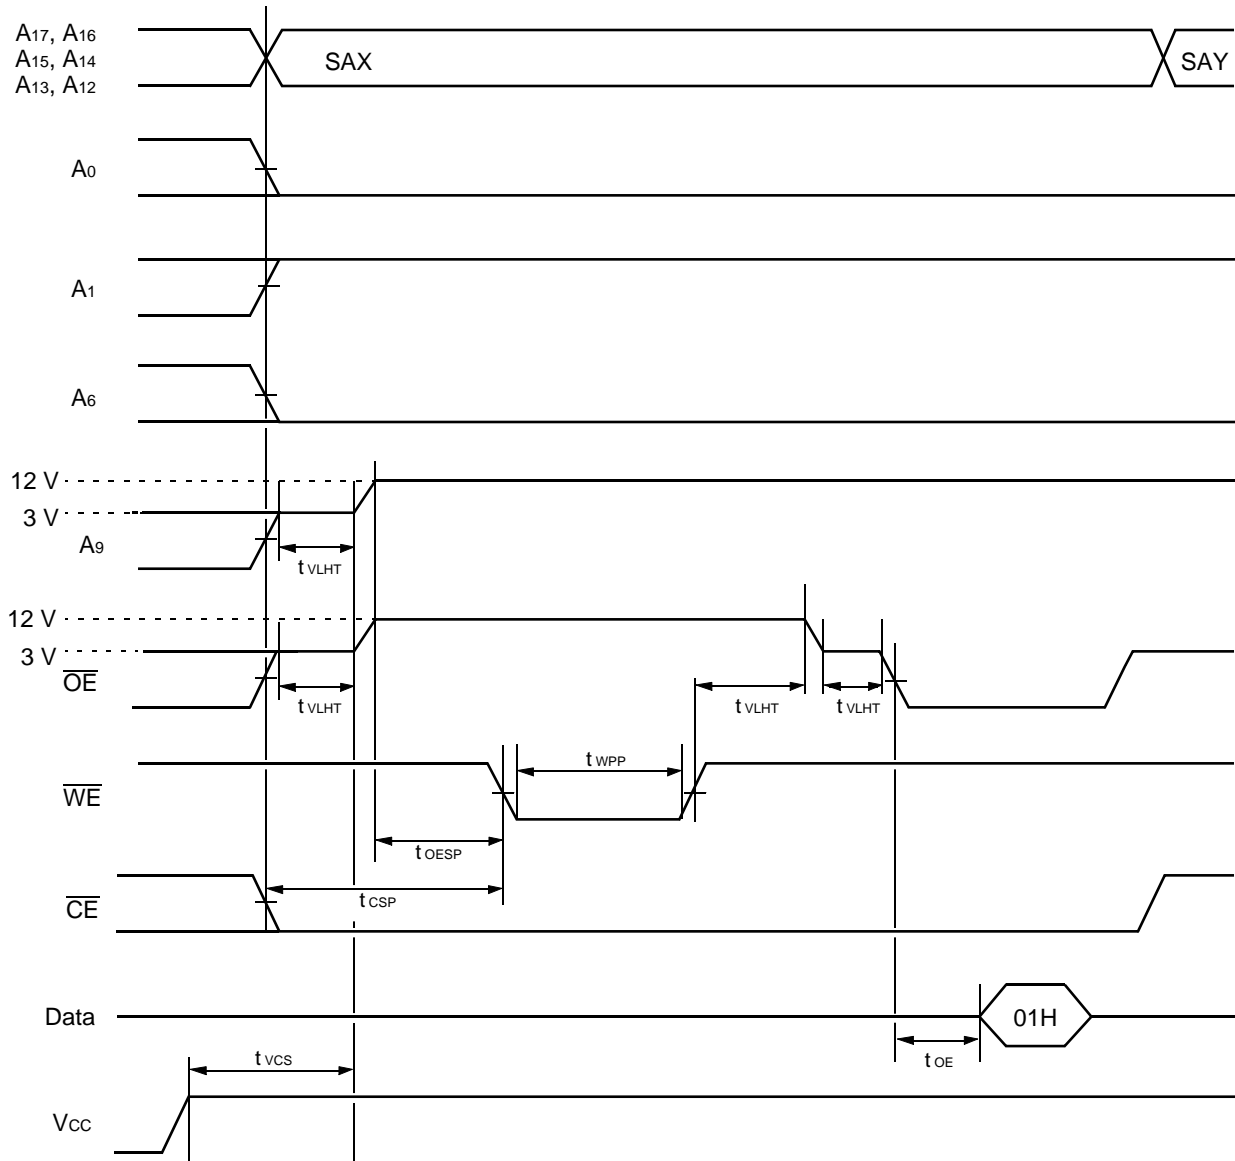 A17, A16
A15, A14
A13, A12
SAX
SAY
A0
A1
A6
12 V
3 V
A9
t VLHT
12 V
3 V
OE
t VLHT
t VLHT
t VLHT
WE
t WPP
t OESP
t CSP
CE
Data
01H
t OE
t VCS
VCC